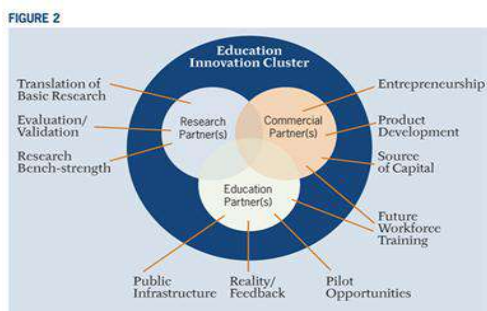 FIGURE 2
Education
Innovation Cluster
Translation of
Basic Research
Evaluation/
Validation
Research
Bench-strength
Research
Partner(s)
Commercial
Partner(s)
Education
Partner(s)
Entrepreneurship
Product
Development
Source
of Capital
Future
Workforce
Training
Public
Infrastructure
Reality/
Feedback
Pilot
Opportunities